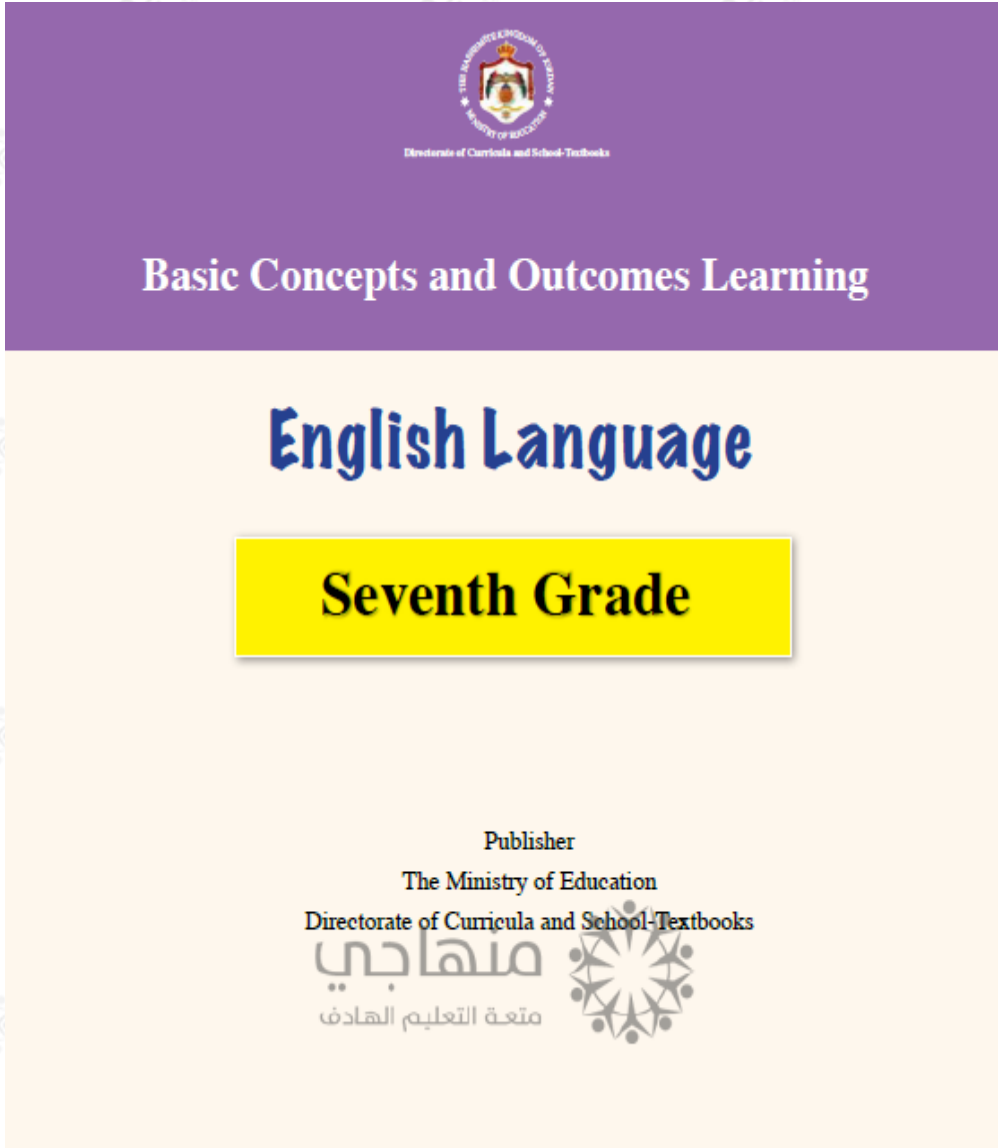 THE HASHEMITE KINGDOM OF JORDAN
MINISTRY OF EDUCATION
Directorate of Curricula and School-Textbooks
Basic Concepts and Outcomes Learning
English Language
Seventh Grade
Publisher
The Ministry of Education
Directorate of Curricula and School-Textbooks
منهاجي
متعة التعليم الهادف